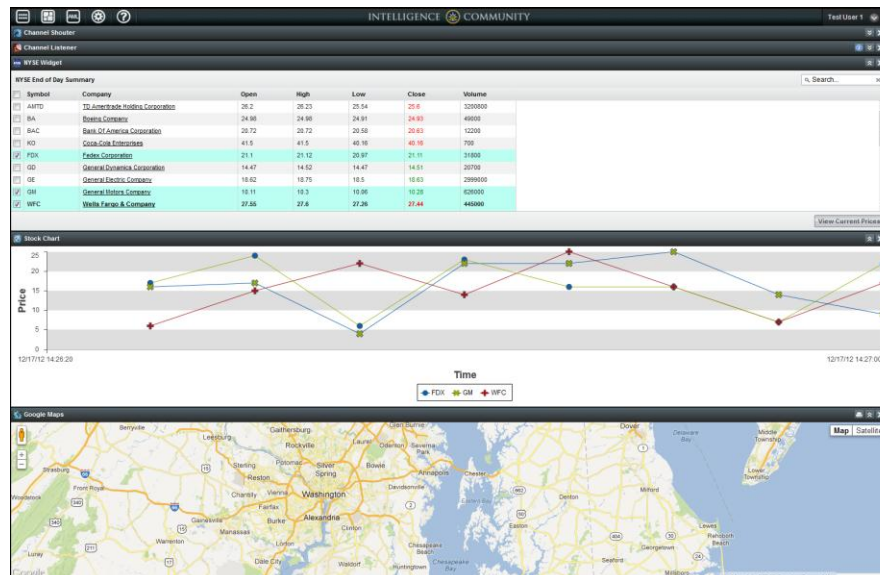 INTELLIGENCE COMMUNITY
Test User 1
Channel Shouter
Channel Listener
NYSE Widget
NYSE End of Day Summary
Search...
Symbol Company Open High Low Close Volume
AMTD TD Ameritrade Holding Corporation 26.2 26.23 25.54 25.6 3200800
BA Boeing Company 24.98 24.98 24.91 24.93 49800
BAC Bank Of America Corporation 20.72 20.72 20.58 20.63 12200
KO Coca-Cola Enterprises 41.5 41.5 40.16 40.16 700
FDX Fedex Corporation 21.1 21.12 20.97 21.11 31800
GD General Dynamics Corporation 14.47 14.52 14.47 14.51 20700
GE General Electric Company 18.62 18.75 18.5 18.63 2999000
GM General Motors Company 10.11 10.3 10.06 10.28 626000
WFC Wells Fargo & Company 27.55 27.6 27.26 27.44 445000
View Current Prices
Stock Chart
25
20
15
10
5
0
Price
12/17/12 14:26:20
12/17/12 14:27:00
Time
FDX GM WFC
Google Maps
Map Satellite
Berryville
Leesburg
Gaithersburg
Rockville
Laurel
Odenton
Severna Park
Glen Burnie
Dover
Delaware Bay
Middle Township
Lower Township
Strasburg
Front Royal
Sterling
Reston
Potomac
Silver Spring
Bowie
Annapolis
Chester
Chantilly
Vienna
Washington
Davidsonville
Denton
Milford
Woodstock
Fairfax
Gainesville
Burke
Alexandria
Clinton
Easton
Lewes
Rehoboth Beach
Manassas
Warrenton
Lorton
Chesapeake Beach
Georgetown
Luray
Dale City
Waldorf
Huntingtown
Chesapeake Bay
Seaford
Millsboro
Google